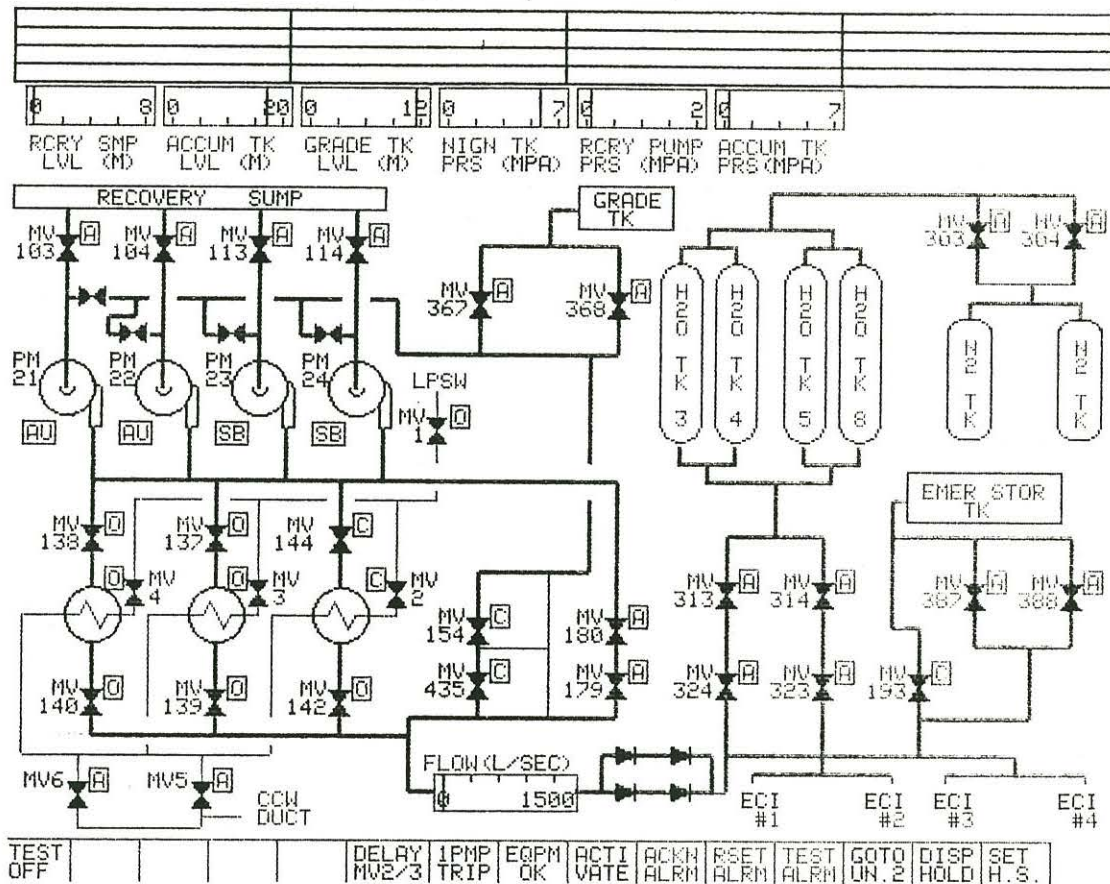 0 8 0 20 0 12 0 7 0 2 0 7
RCRY SMP ACCUM TK GRADE TK NIGN TK RCRY PUMP ACCUM TK
LVL (M) LVL (M) LVL (M) PRS (MPA) PRS (MPA) PRS (MPA)
RECOVERY SUMP
GRADE
TK
MV A MV A MV A MV A
103 104 113 114
MV A MV A
303 304
MV A MV A
367 368
H2O TK 3
H2O TK 4
H2O TK 5
H2O TK 8
N2 TK
N2 TK
PM PM PM PM
21 22 23 24
AU AU SB SB
LPSW
MV O
1
EMER STOR
TK
MV O MV O MV C
138 137 144
O MV O MV C MV
4 3 2
MV A MV A
313 314
MV A MV A
387 388
MV C MV A
154 180
MV O MV O MV O
140 139 142
MV C MV A
435 179
MV A MV A
324 323
MV C
193
FLOW(L/SEC)
0 1500
MV6 A MV5 A
CCW
DUCT
ECI ECI ECI ECI
#1 #2 #3 #4
TEST DELAY 1PMP EQPM ACTI ACKN RSET TEST GOTO DISP SET
OFF MV2/3 TRIP OK VATE ALRM ALRM ALRM UN.2 HOLD H.S.